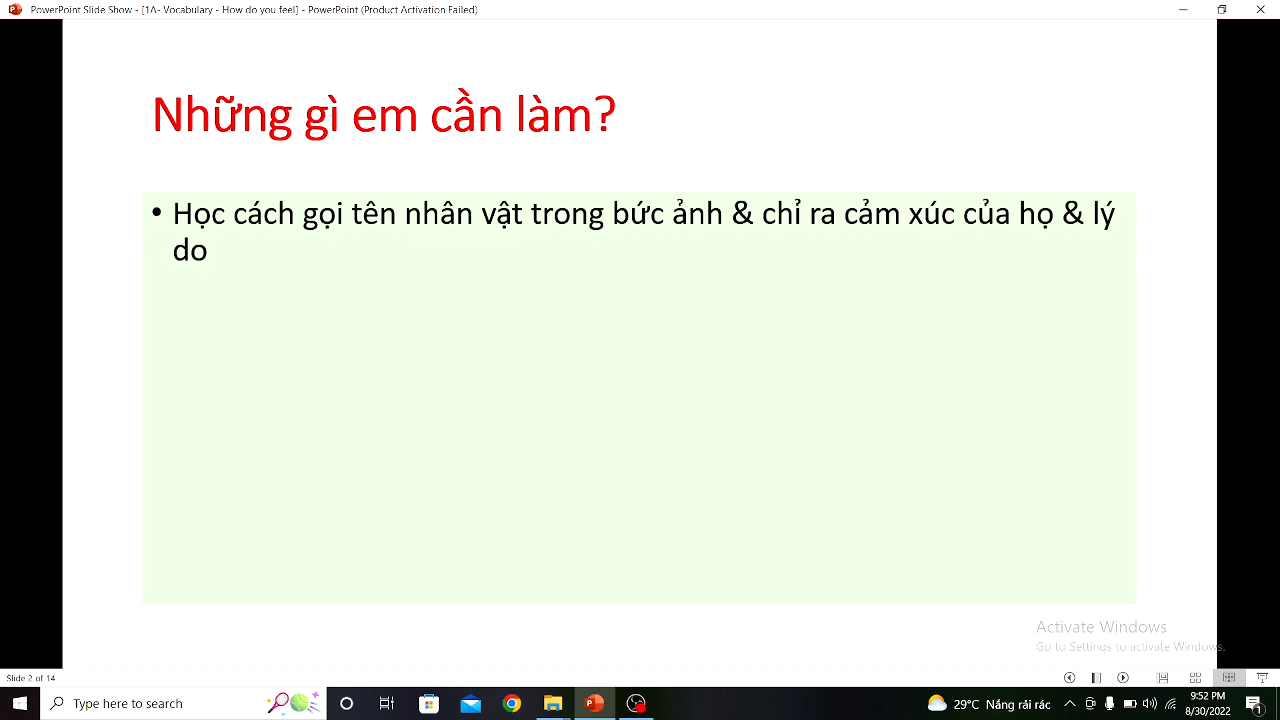 PowerPoint Slide Show - [1A- Vocabulary - How do you feel] - PowerPoint (Product Activation Failed)
Những gì em cần làm?
• Học cách gọi tên nhân vật trong bức ảnh & chỉ ra cảm xúc của họ & lý
do
Activate Windows
Go to Settings to activate Windows.
Slide 2 of 14
Type here to search
29°C Nắng rải rác
9:52 PM
8/30/2022
1